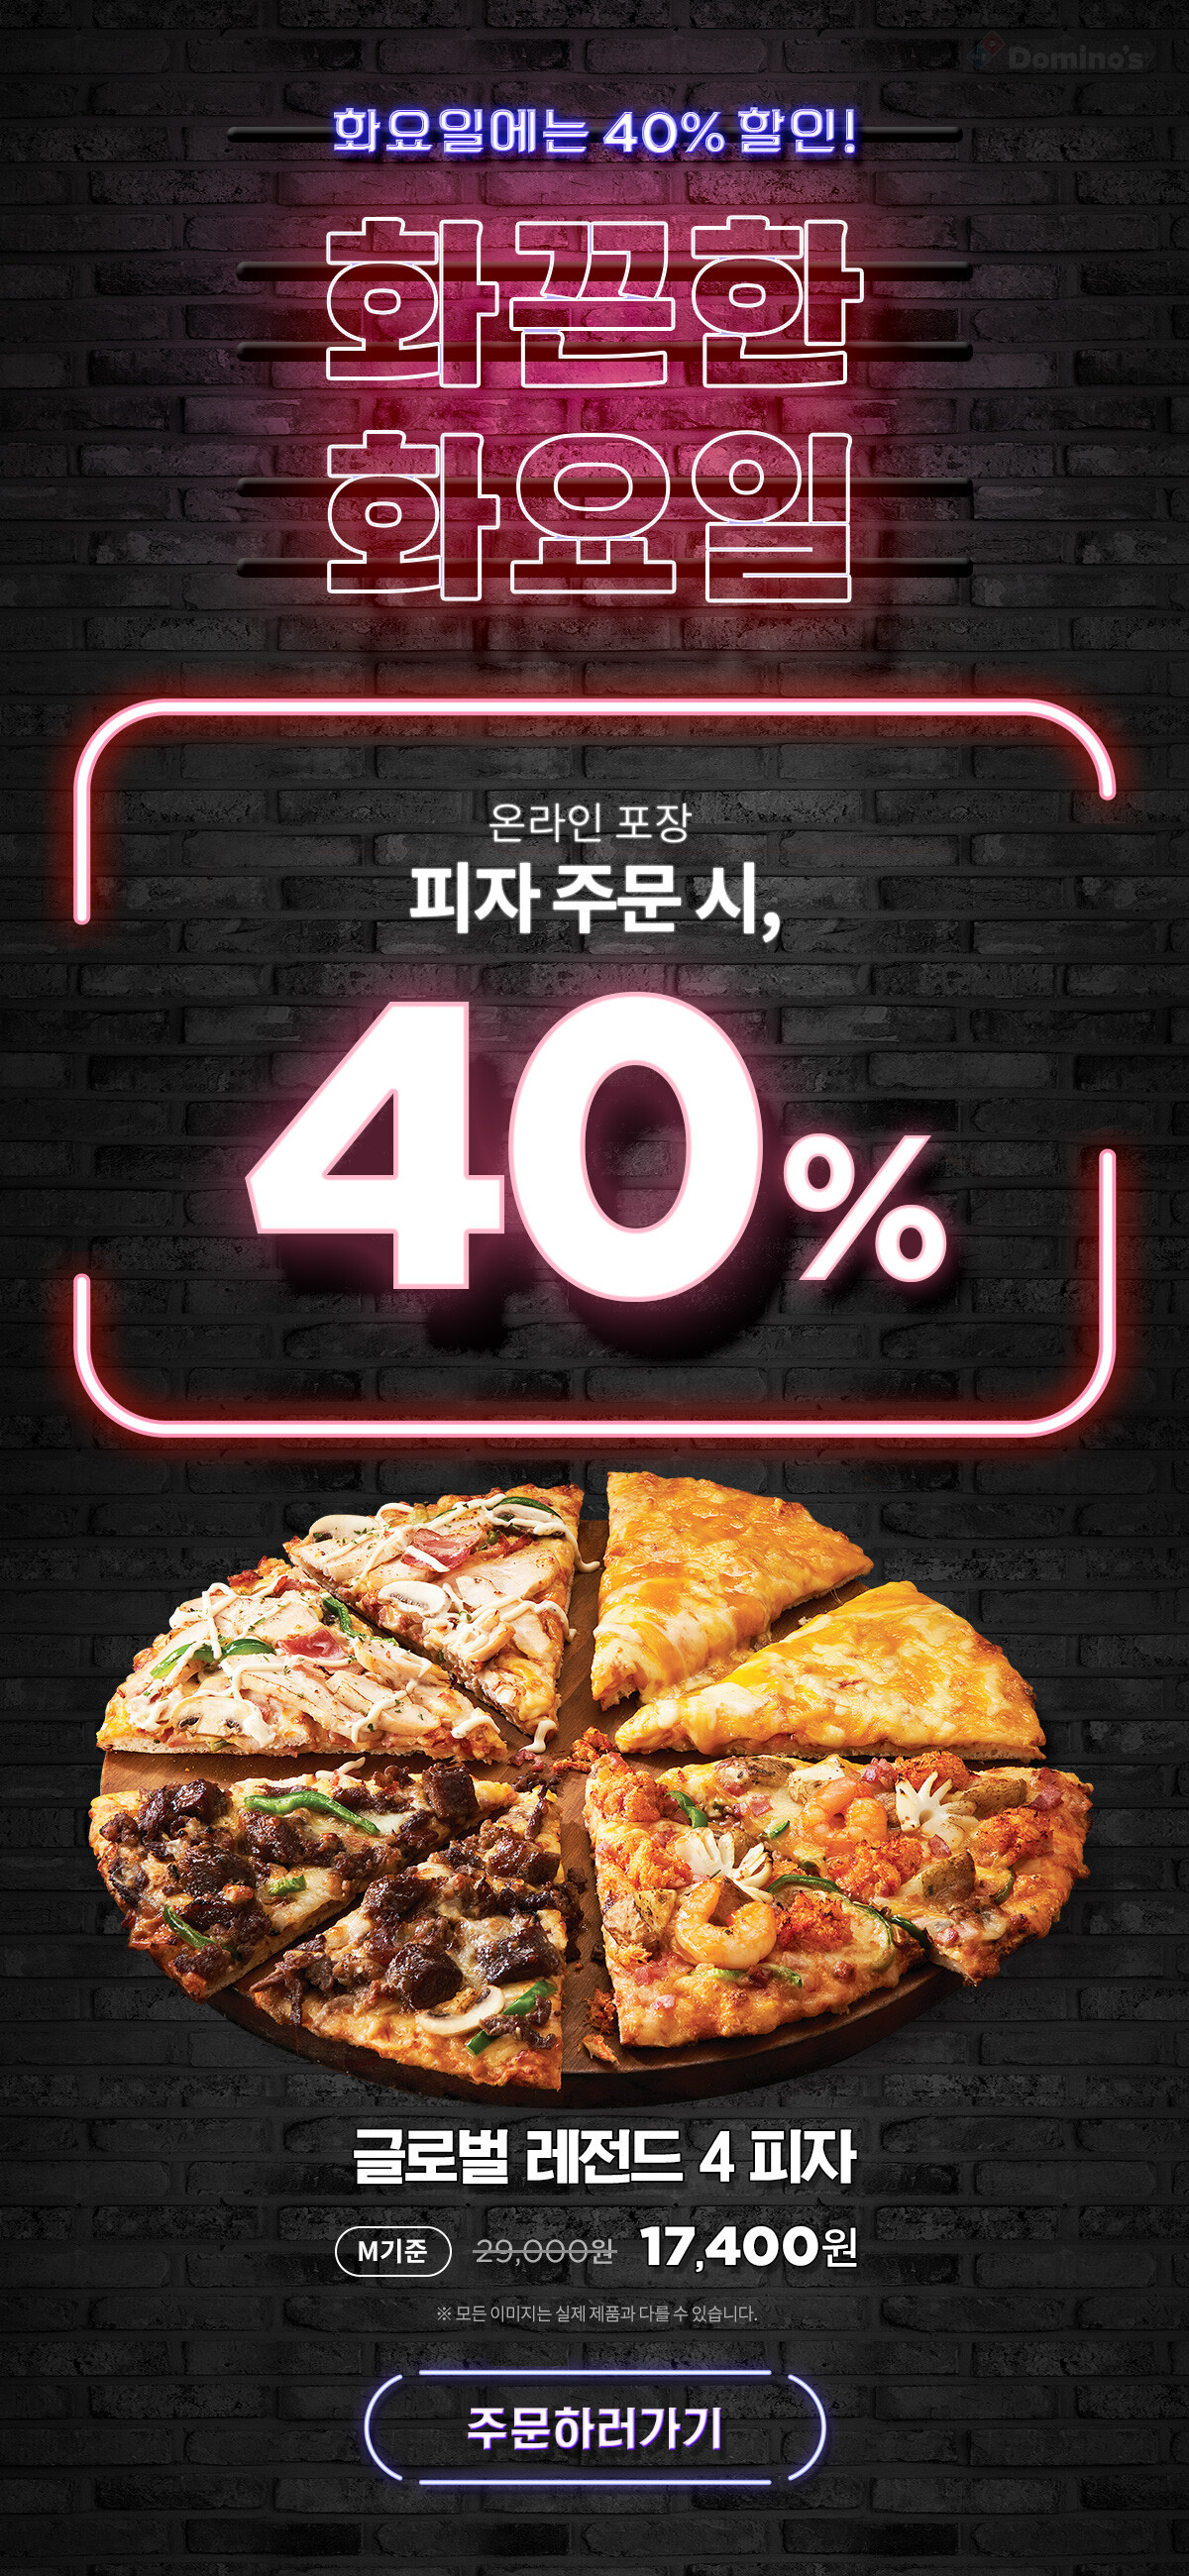 Domino's
화요일에는 40% 할인!
화끈한
화요일
온라인 포장
피자 주문 시,
40%
글로벌 레전드 4 피자
M기준 29,000원 17,400원
※ 모든 이미지는 실제 제품과 다를 수 있습니다.
주문하러가기